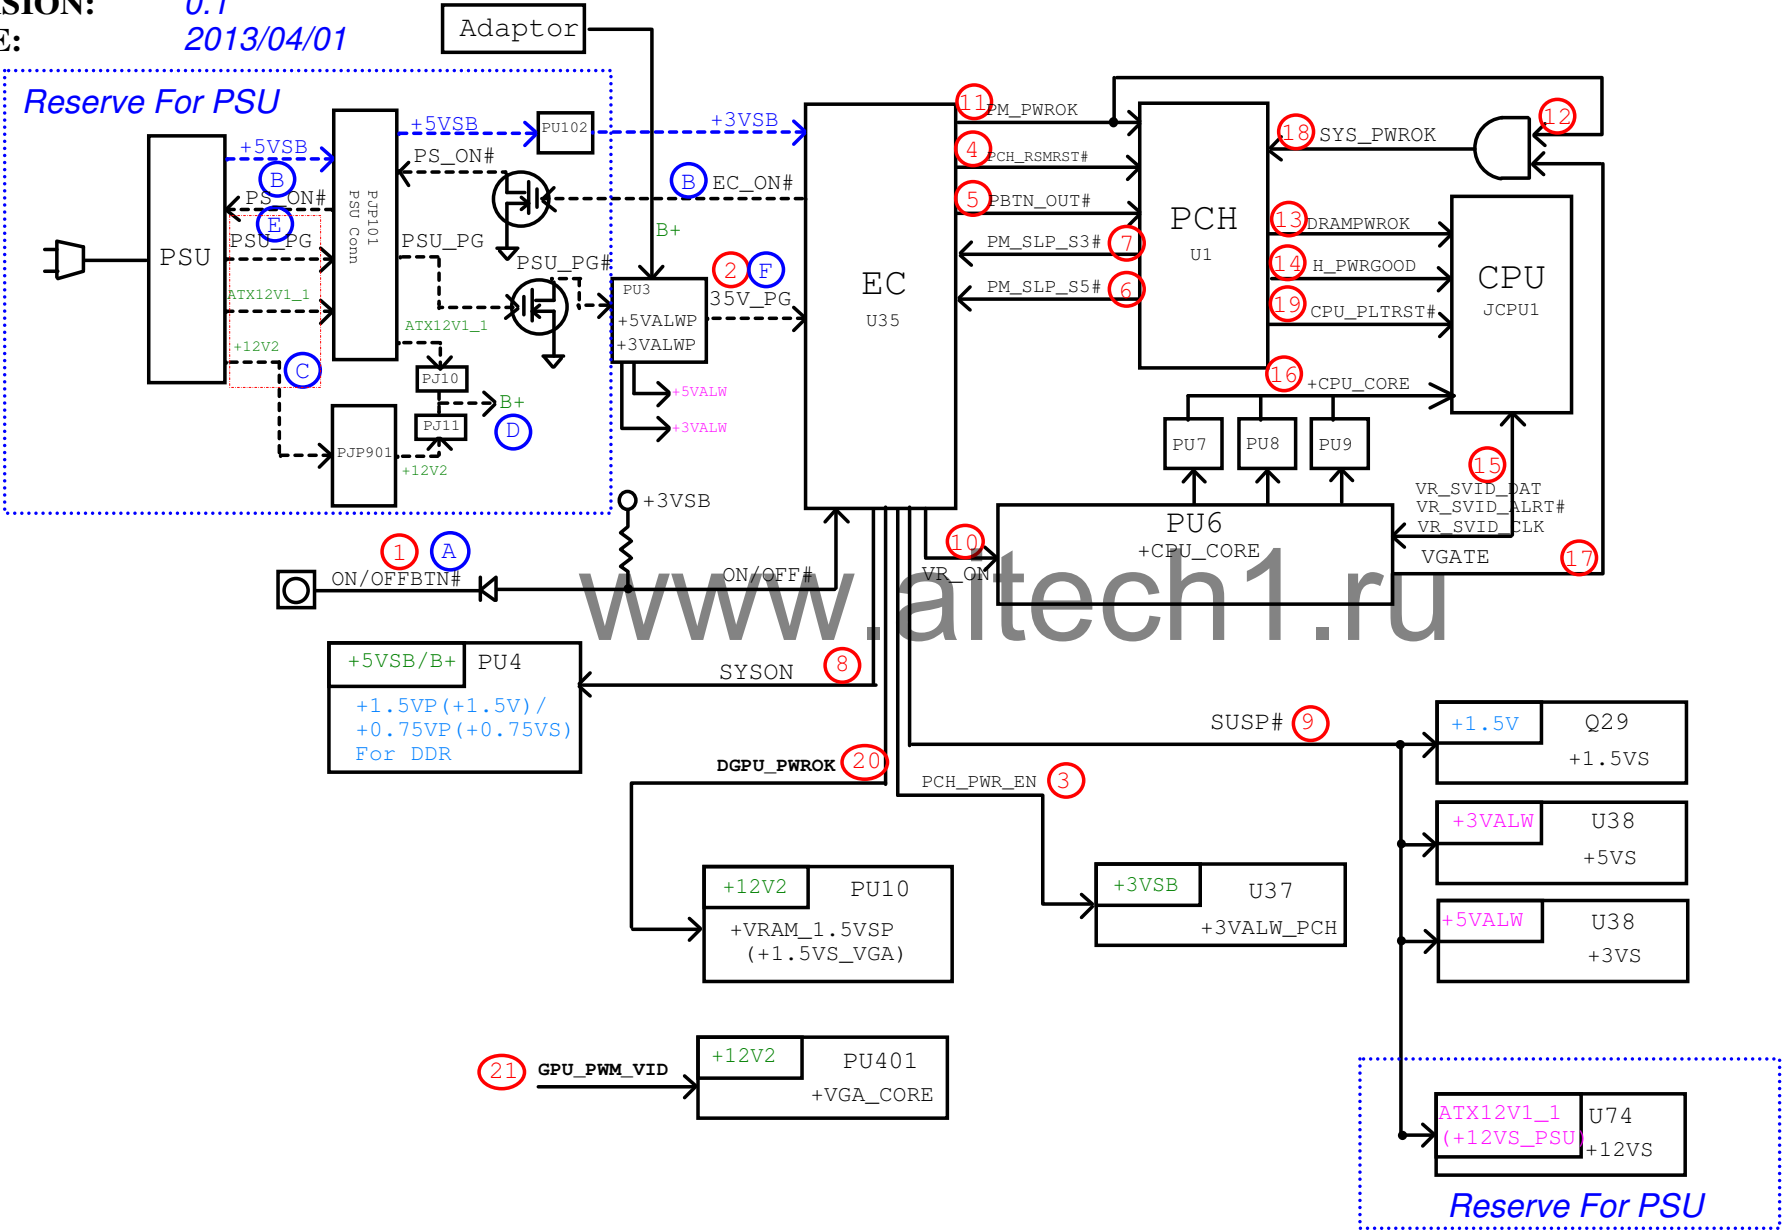 SION: 0.1
E: 2013/04/01
Adaptor
Reserve For PSU
+5VSB
PU102
+3VSB
+5VSB
PS_ON#
B
PS_ON#
E
PSU_PG
PSU
ATX12V1_1
+12V2
C
PJP101
PSU Conn
PSU_PG
ATX12V1_1
PJ10
B+
D
PJ11
PJP901
+12V2
PSU_PG#
B EC_ON#
B+
2 F
35V_PG
PU3
+5VALWP
+3VALWP
+5VALW
+3VALW
EC
U35
11 PM_PWROK
4 PCH_RSMRST#
5 PBTN_OUT#
PM_SLP_S3# 7
PM_SLP_S5# 6
PCH
U1
18 SYS_PWROK
12
13 DRAMPWROK
14 H_PWRGOOD
19 CPU_PLTRST#
16 +CPU_CORE
CPU
JCPU1
PU7
PU8
PU9
15
VR_SVID_DAT
VR_SVID_ALRT#
VR_SVID_CLK
PU6
+CPU_CORE
VGATE 17
10
VR_ON
+3VSB
1 A
ON/OFFBTN#
ON/OFF#
www.aitech1.ru
+5VSB/B+ PU4
+1.5VP(+1.5V)/
+0.75VP(+0.75VS)
For DDR
SYSON 8
SUSP# 9
DGPU_PWROK 20
PCH_PWR_EN 3
+1.5V Q29
+1.5VS
+3VALW U38
+5VS
+5VALW U38
+3VS
+12V2 PU10
+VRAM_1.5VSP
(+1.5VS_VGA)
+3VSB U37
+3VALW_PCH
21 GPU_PWM_VID
+12V2 PU401
+VGA_CORE
ATX12V1_1
(+12VS_PSU)
U74
+12VS
Reserve For PSU